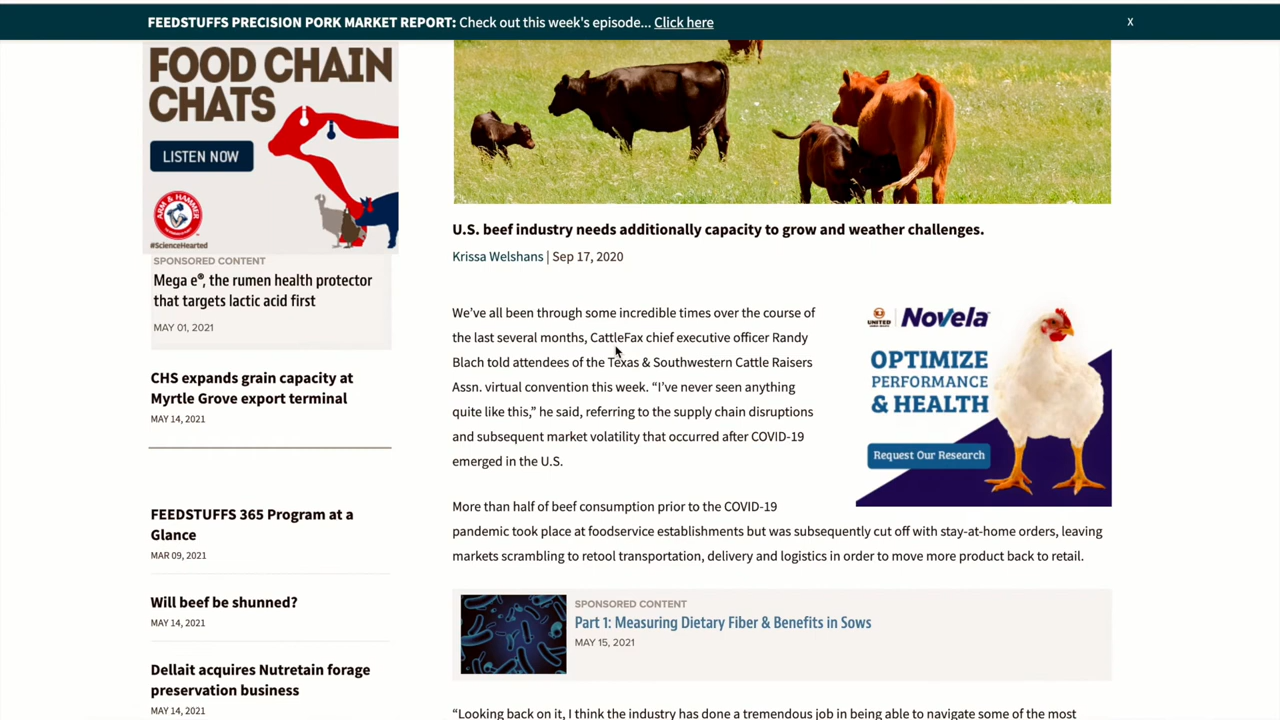 FEEDSTUFFS PRECISION PORK MARKET REPORT: Check out this week's episode... Click here
X
FOOD CHAIN
CHATS
LISTEN NOW
ARM & HAMMER
#ScienceHearted
SPONSORED CONTENT
Mega e®, the rumen health protector
that targets lactic acid first
MAY 01, 2021
CHS expands grain capacity at
Myrtle Grove export terminal
MAY 14, 2021
FEEDSTUFFS 365 Program at a
Glance
MAR 09, 2021
Will beef be shunned?
MAY 14, 2021
Dellait acquires Nutretain forage
preservation business
MAY 14, 2021
U.S. beef industry needs additionally capacity to grow and weather challenges.
Krissa Welshans | Sep 17, 2020
We've all been through some incredible times over the course of
the last several months, CattleFax chief executive officer Randy
Blach told attendees of the Texas & Southwestern Cattle Raisers
Assn. virtual convention this week. “I've never seen anything
quite like this,” he said, referring to the supply chain disruptions
and subsequent market volatility that occurred after COVID-19
emerged in the U.S.
UNITED
Novela
OPTIMIZE
PERFORMANCE
& HEALTH
Request Our Research
More than half of beef consumption prior to the COVID-19
pandemic took place at foodservice establishments but was subsequently cut off with stay-at-home orders, leaving
markets scrambling to retool transportation, delivery and logistics in order to move more product back to retail.
SPONSORED CONTENT
Part 1: Measuring Dietary Fiber & Benefits in Sows
MAY 15, 2021
“Looking back on it, I think the industry has done a tremendous job in being able to navigate some of the most